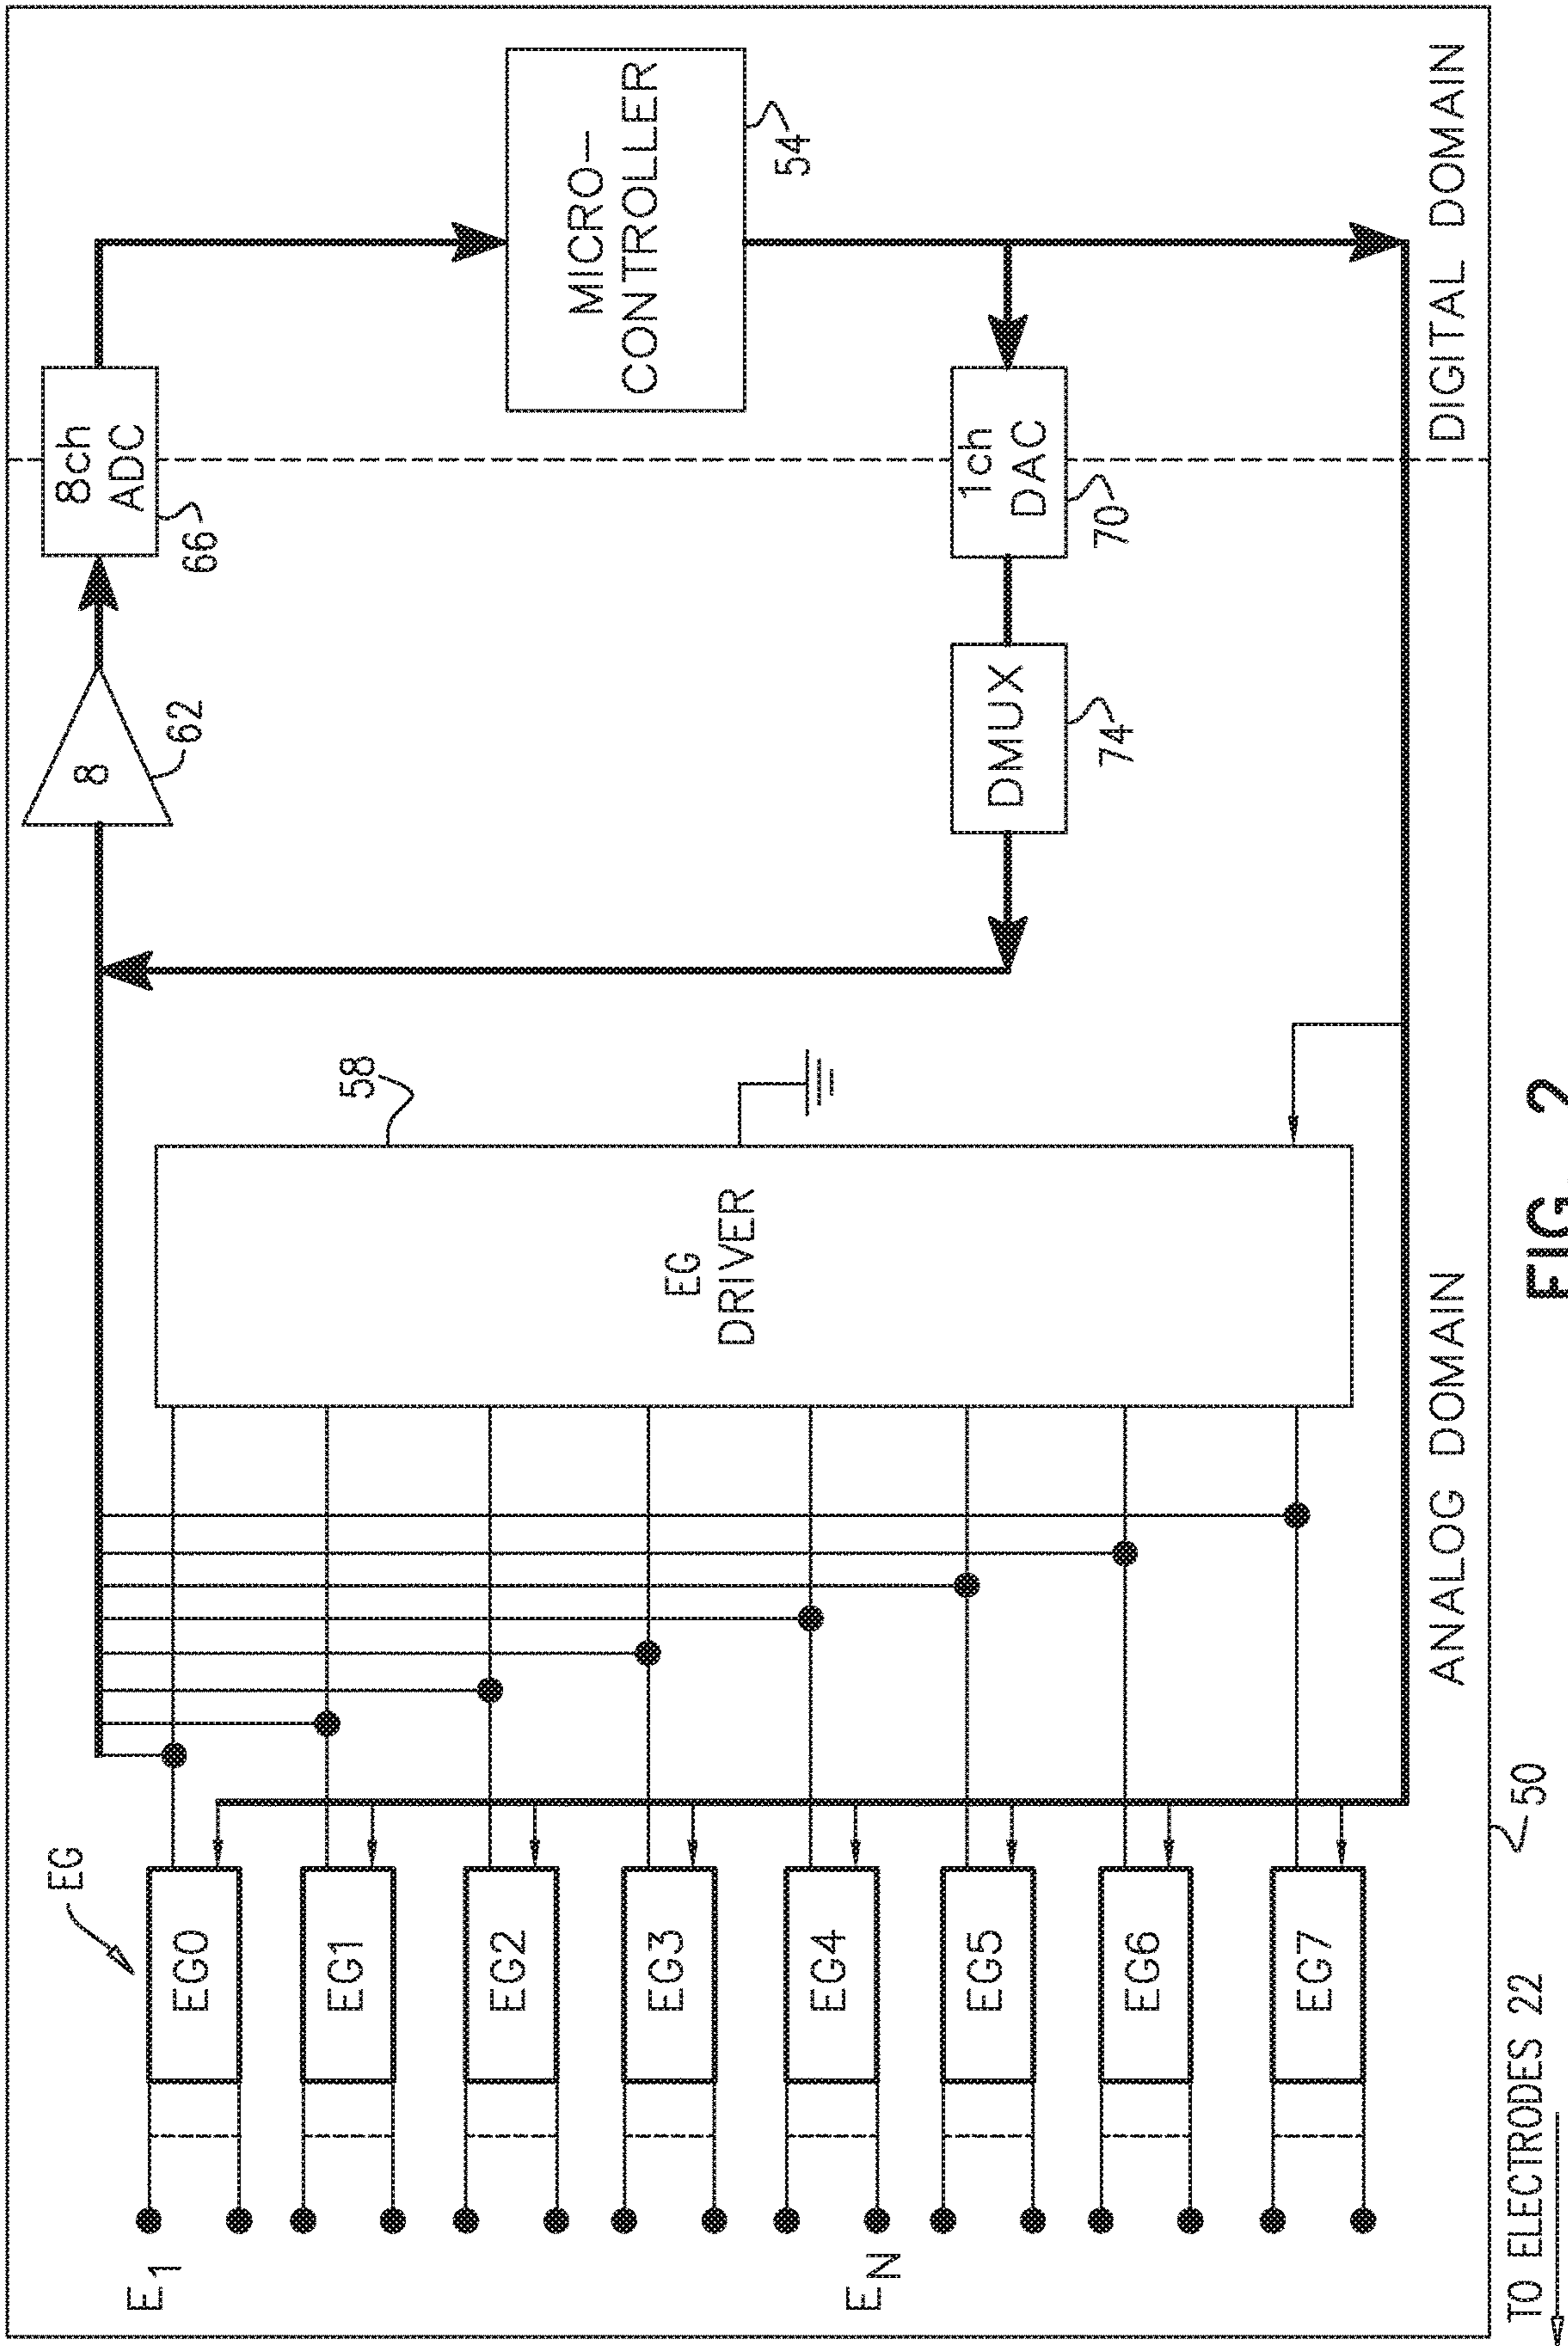 E1
EN
EG
EG0
EG1
EG2
EG3
EG4
EG5
EG6
EG7
EG
DRIVER
58
8
62
8ch
ADC
66
MICRO—
CONTROLLER
54
1ch
DAC
70
DMUX
74
ANALOG DOMAIN
DIGITAL DOMAIN
50
TO ELECTRODES 22
FIG. 2